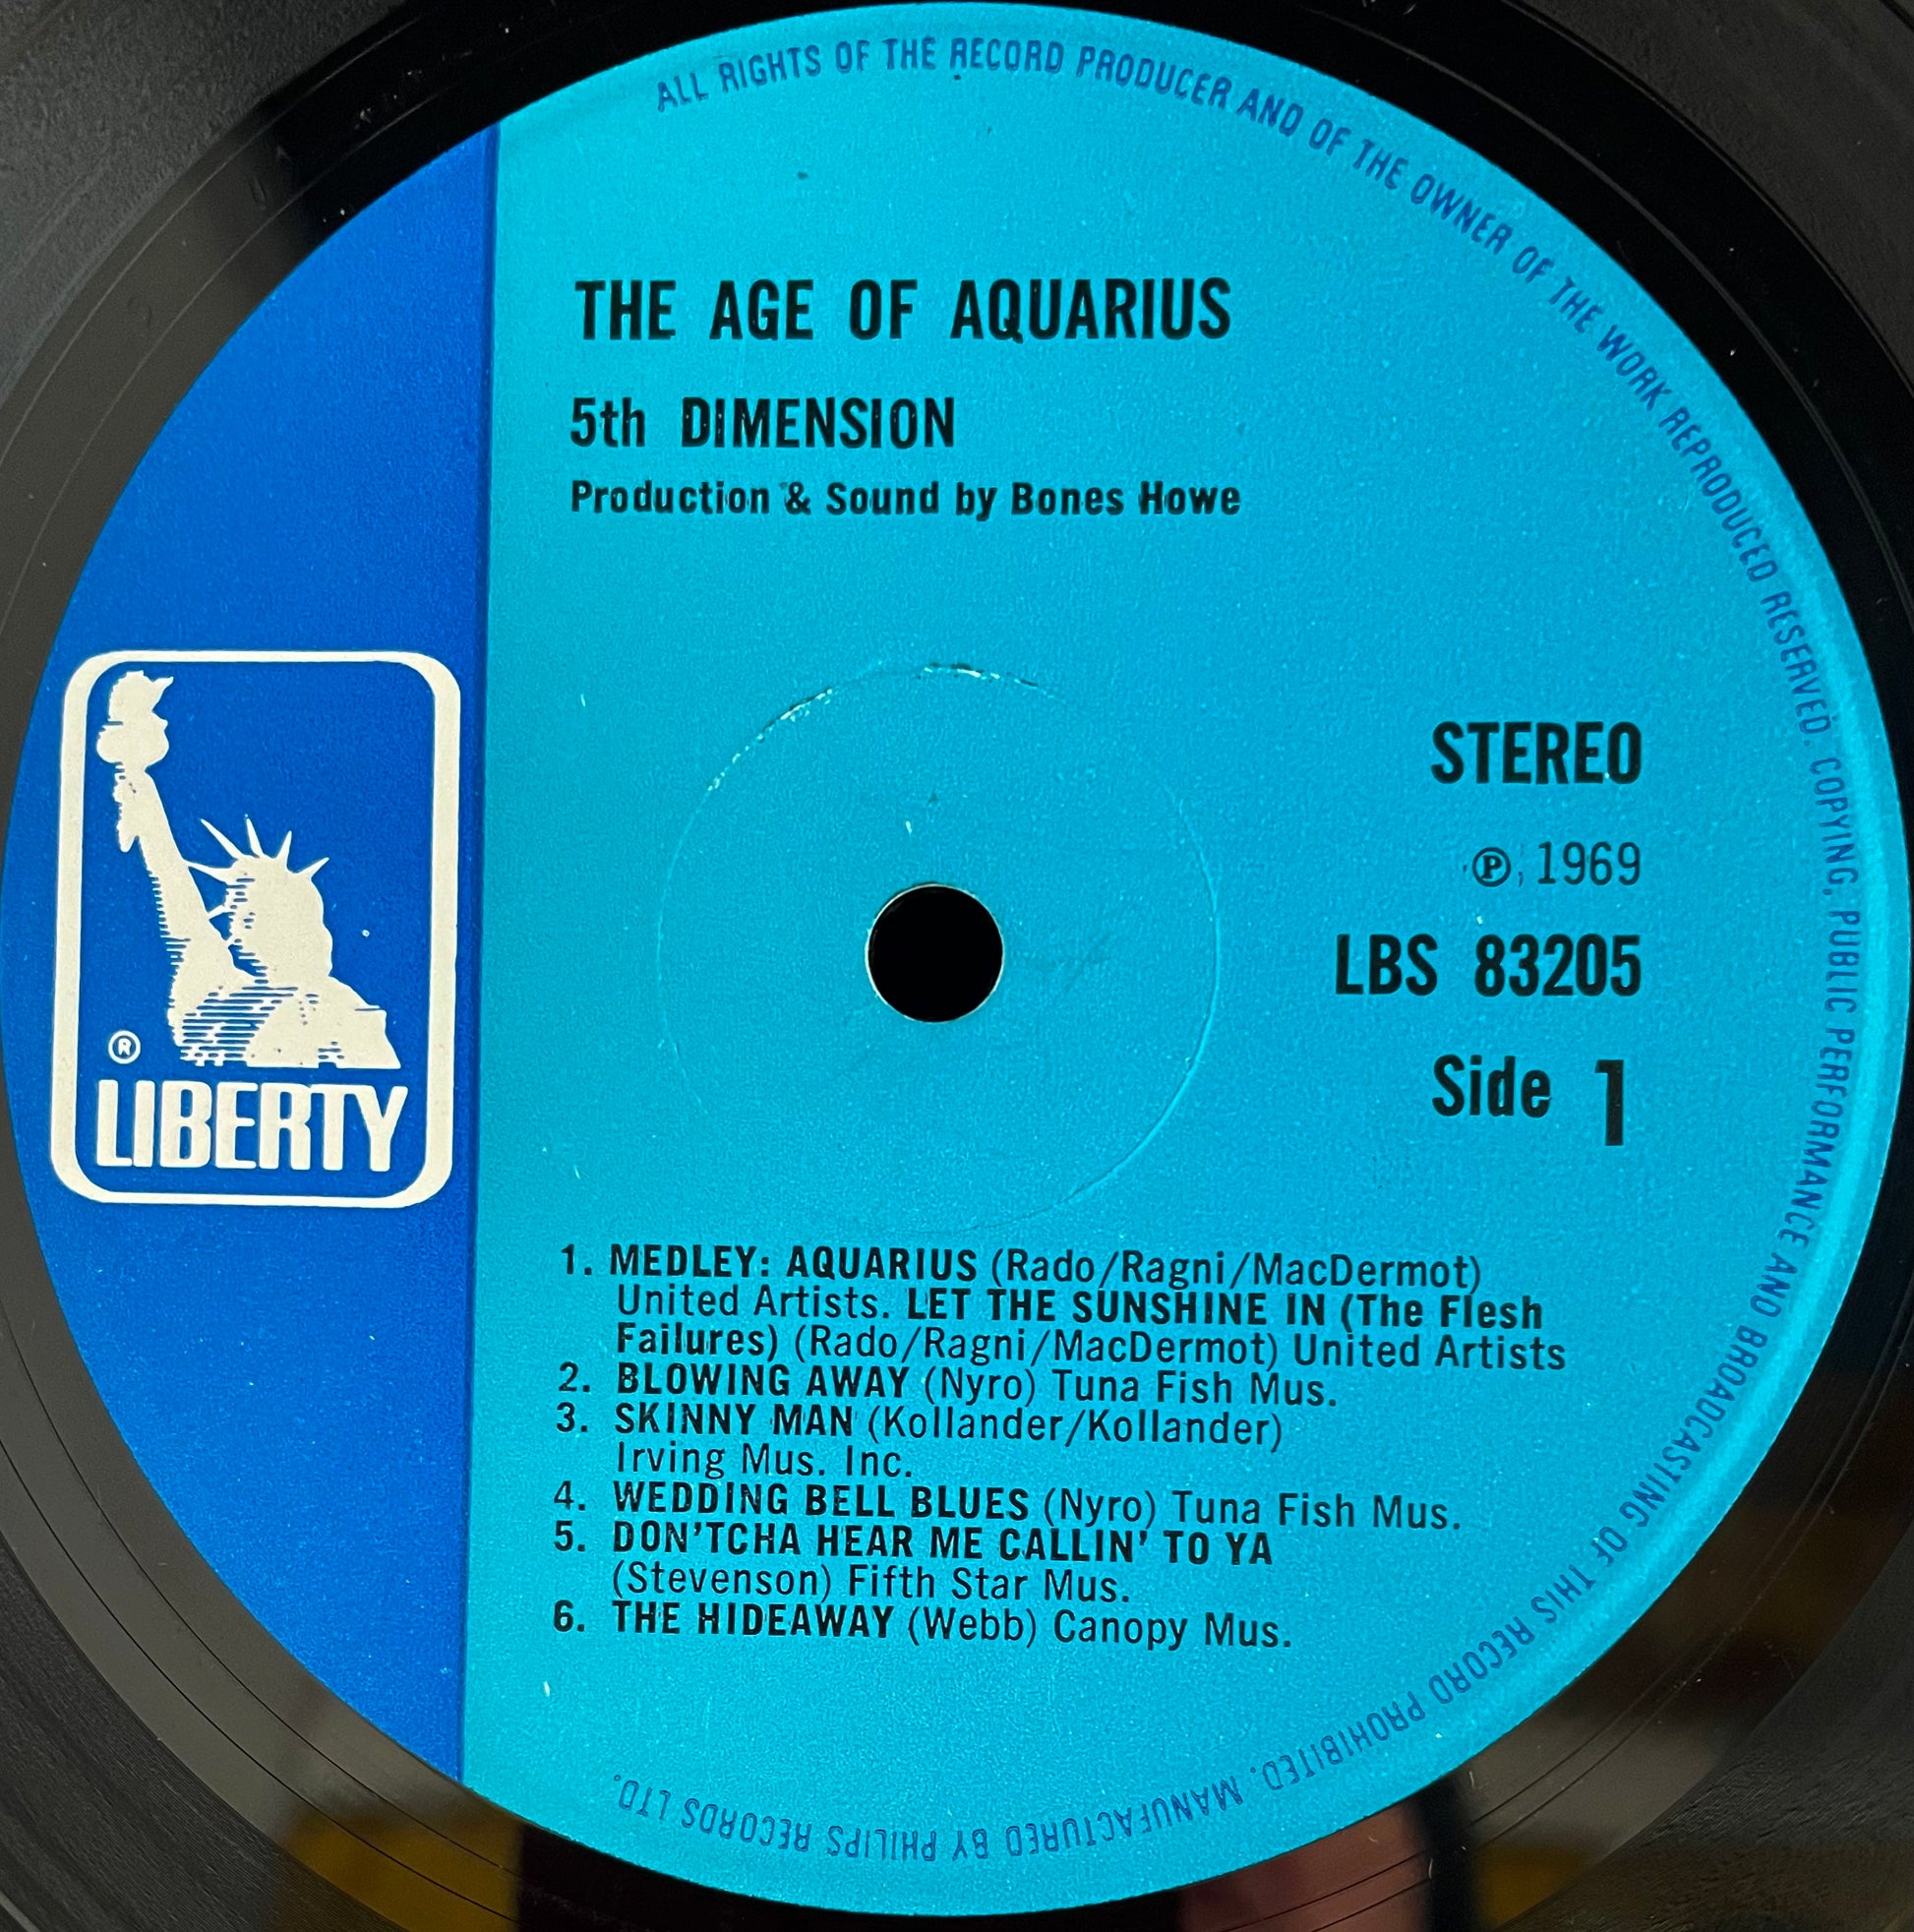 ALL RIGHTS OF THE RECORD PRODUCER AND OF THE OWNER OF THE WORK REPRODUCED RESERVED. COPYING, PUBLIC PERFORMANCE AND BROADCASTING OF THIS RECORD PROHIBITED. MANUFACTURED BY PHILIPS RECORDS LTD.
THE AGE OF AQUARIUS
5th DIMENSION
Production & Sound by Bones Howe
STEREO
℗ 1969
LBS 83205
Side 1
®
LIBERTY
1. MEDLEY: AQUARIUS (Rado/Ragni/MacDermot)
United Artists. LET THE SUNSHINE IN (The Flesh
Failures) (Rado/Ragni/MacDermot) United Artists
2. BLOWING AWAY (Nyro) Tuna Fish Mus.
3. SKINNY MAN (Kollander/Kollander)
Irving Mus. Inc.
4. WEDDING BELL BLUES (Nyro) Tuna Fish Mus.
5. DON'TCHA HEAR ME CALLIN' TO YA
(Stevenson) Fifth Star Mus.
6. THE HIDEAWAY (Webb) Canopy Mus.